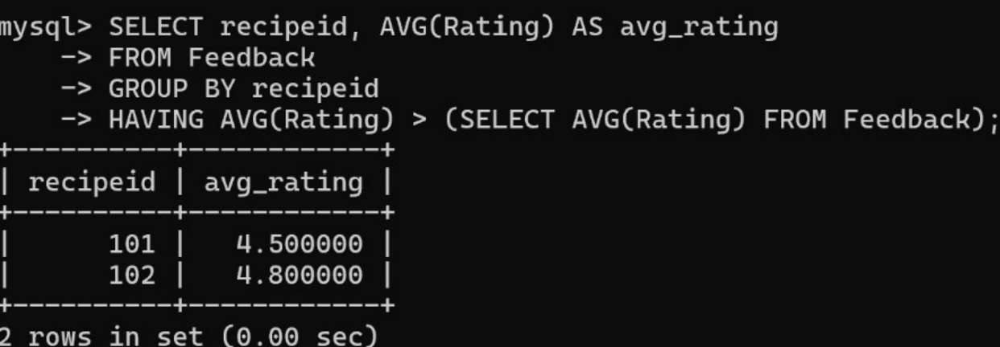 mysql> SELECT recipeid, AVG(Rating) AS avg_rating
    -> FROM Feedback
    -> GROUP BY recipeid
    -> HAVING AVG(Rating) > (SELECT AVG(Rating) FROM Feedback);
+----------+------------+
| recipeid | avg_rating |
+----------+------------+
|      101 |   4.500000 |
|      102 |   4.800000 |
+----------+------------+
2 rows in set (0.00 sec)